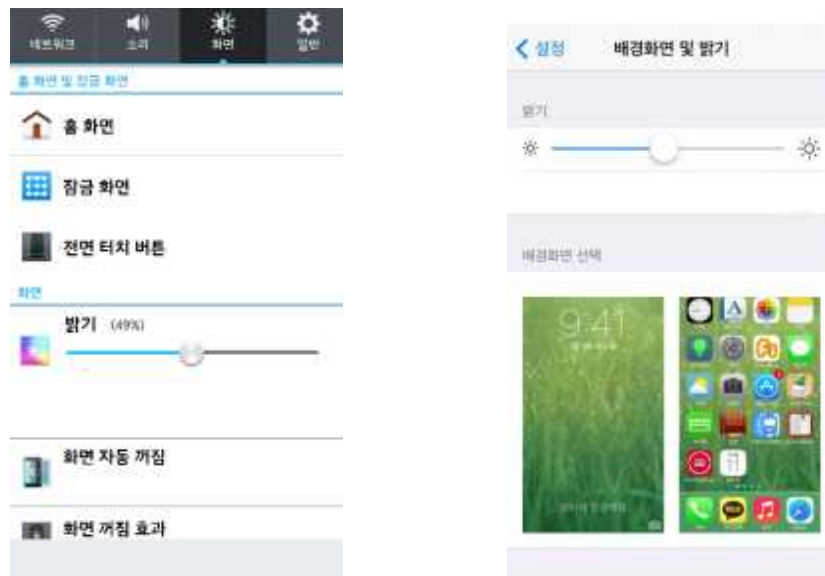 네트워크 소리 화면 일반
홈 화면 및 잠금 화면
홈 화면
잠금 화면
전면 터치 버튼
화면
밝기 (49%)
화면 자동 꺼짐
화면 꺼짐 효과
설정 배경화면 및 밝기
밝기
배경화면 선택
9:41